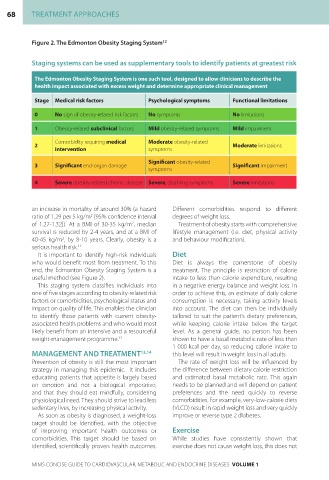 68 TREATMENT APPROACHES
Figure 2. The Edmonton Obesity Staging System¹²
Staging systems can be used as supplementary tools to identify patients at greatest risk
The Edmonton Obesity Staging System is one such tool, designed to allow clinicians to describe the
health impact associated with excess weight and determine appropriate clinical management
Stage Medical risk factors Psychological symptoms Functional limitations
0 No sign of obesity-related risk factors No symptoms No limitations
1 Obesity-related subclinical factors Mild obesity-related symptoms Mild impairment
2 Comorbidity requiring medical intervention Moderate obesity-related symptoms Moderate limitations
3 Significant end-organ damage Significant obesity-related symptoms Significant impairment
4 Severe obesity-related chronic disease Severe, disabling symptoms Severe limitations
an increase in mortality of around 30% (a hazard
ratio of 1.29 per 5 kg/m² [95% confidence interval
of 1.27-1.32]). At a BMI of 30-35 kg/m², median
survival is reduced by 2-4 years, and at a BMI of
40-45 kg/m², by 8-10 years. Clearly, obesity is a
serious health risk.
It is important to identify high-risk individuals
who would benefit most from treatment. To this
end, the Edmonton Obesity Staging System is a
useful method (see Figure 2).
This staging system classifies individuals into
one of five stages according to obesity-related risk
factors or comorbidities, psychological status and
impact on quality of life. This enables the clinician
to identify those patients with current obesity-
associated health problems and who would most
likely benefit from an intensive and a resourceful
weight-management programme.
MANAGEMENT AND TREATMENT
Prevention of obesity is still the most important
strategy in managing this epidemic. It includes
educating patients that appetite is largely based
on emotion and not a biological imperative,
and that they should eat mindfully, considering
physiological need. They should strive to lead less
sedentary lives, by increasing physical activity.
As soon as obesity is diagnosed, a weight-loss
target should be identified, with the objective
of improving important health outcomes or
comorbidities. This target should be based on
identified, scientifically proven health outcomes.
Different comorbidities respond to different
degrees of weight loss.
Treatment of obesity starts with comprehensive
lifestyle management (i.e. diet, physical activity
and behaviour modification).
Diet
Diet is always the cornerstone of obesity
treatment. The principle is restriction of calorie
intake to less than calorie expenditure, resulting
in a negative energy balance and weight loss. In
order to achieve this, an estimate of daily calorie
consumption is necessary, taking activity levels
into account. The diet can then be individually
tailored to suit the patient's dietary preferences,
while keeping calorie intake below the target
level. As a general guide, no person has been
shown to have a basal metabolic rate of less than
1 000 kcal per day, so reducing calorie intake to
this level will result in weight loss in all adults.
The rate of weight loss will be influenced by
the difference between dietary calorie restriction
and estimated basal metabolic rate. This again
needs to be planned and will depend on patient
preferences and the need quickly to reverse
comorbidities. For example, very-low-calorie diets
(VLCD) result in rapid weight loss and very quickly
improve or reverse type 2 diabetes.
Exercise
While studies have consistently shown that
exercise does not cause weight loss, this does not
MIMS CONCISE GUIDE TO CARDIOVASCULAR, METABOLIC AND ENDOCRINE DISEASES VOLUME 1